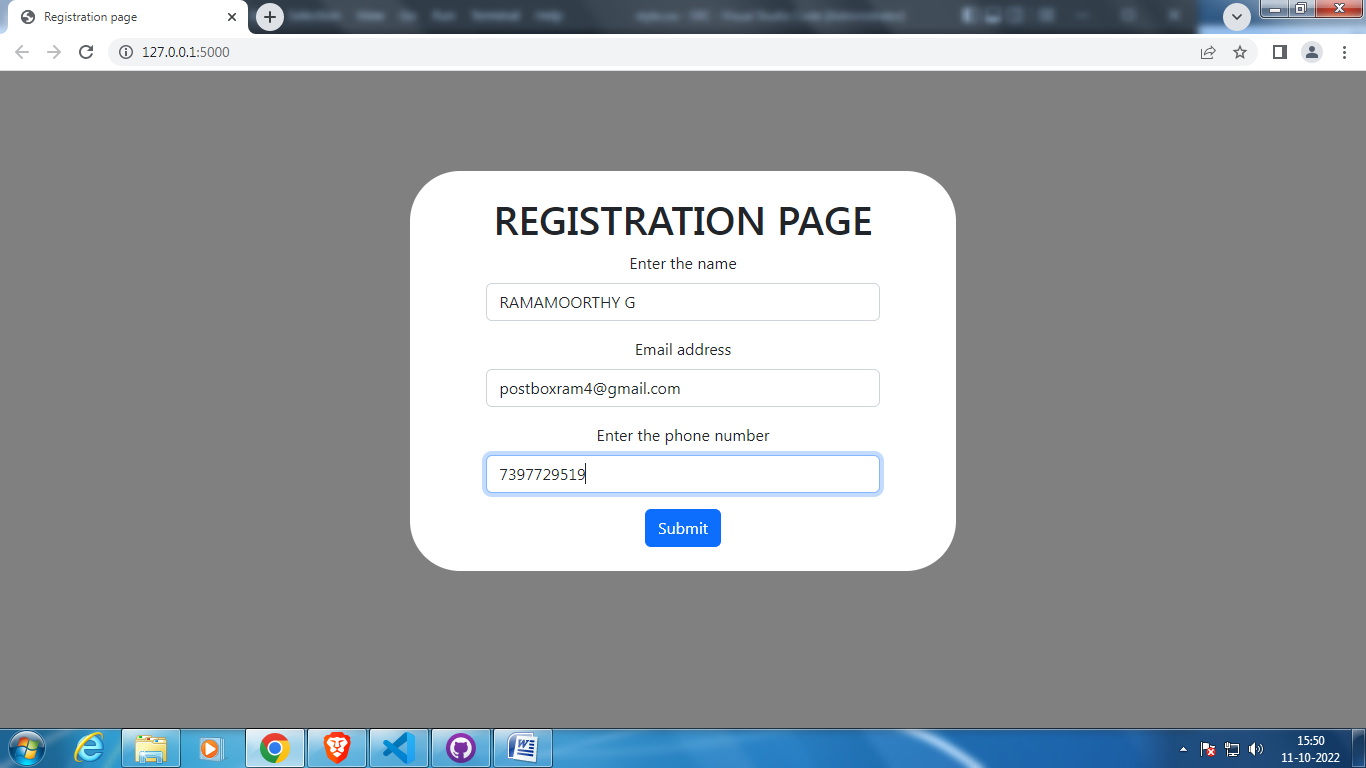 Registration page
127.0.0.1:5000
REGISTRATION PAGE
Enter the name
RAMAMOORTHY G
Email address
postboxram4@gmail.com
Enter the phone number
7397729519
Submit
15:50
11-10-2022